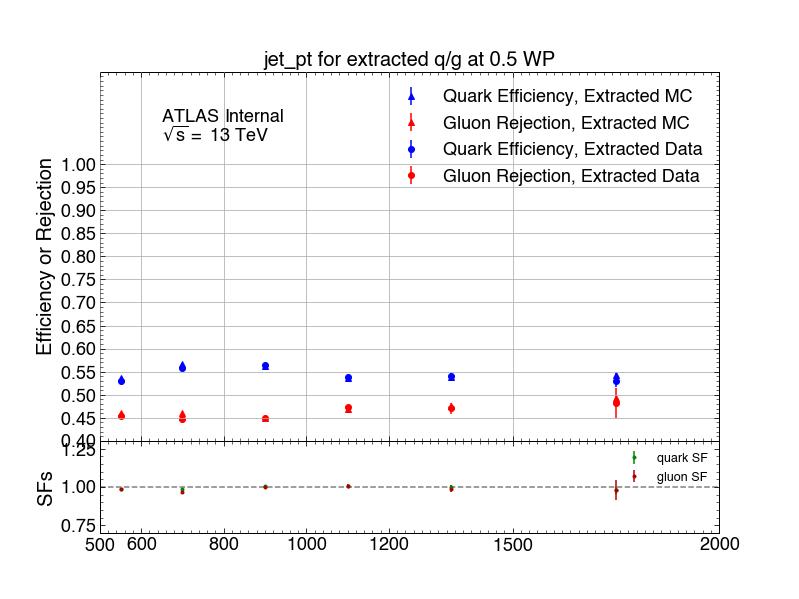 jet_pt for extracted q/g at 0.5 WP
ATLAS Internal
√s = 13 TeV
Quark Efficiency, Extracted MC
Gluon Rejection, Extracted MC
Quark Efficiency, Extracted Data
Gluon Rejection, Extracted Data
Efficiency or Rejection
1.00
0.95
0.90
0.85
0.80
0.75
0.70
0.65
0.60
0.55
0.50
0.45
0.40
SFs
1.25
1.00
0.75
quark SF
gluon SF
500 600 800 1000 1200 1500 2000